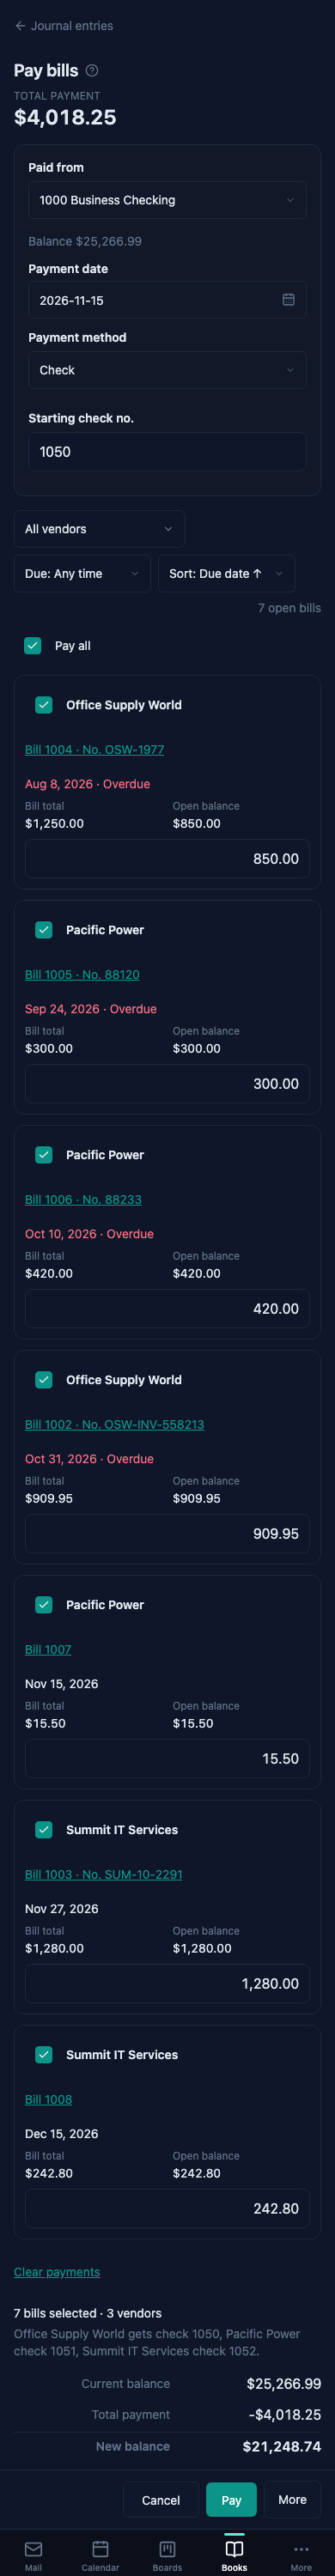 Journal entries
Pay bills
TOTAL PAYMENT
$4,018.25
Paid from
1000 Business Checking
Balance $25,266.99
Payment date
2026-11-15
Payment method
Check
Starting check no.
1050
All vendors
Due: Any time
Sort: Due date ↑
7 open bills
Pay all
Office Supply World
Bill 1004 · No. OSW-1977
Aug 8, 2026 · Overdue
Bill total Open balance
$1,250.00 $850.00
850.00
Pacific Power
Bill 1005 · No. 88120
Sep 24, 2026 · Overdue
Bill total Open balance
$300.00 $300.00
300.00
Pacific Power
Bill 1006 · No. 88233
Oct 10, 2026 · Overdue
Bill total Open balance
$420.00 $420.00
420.00
Office Supply World
Bill 1002 · No. OSW-INV-558213
Oct 31, 2026 · Overdue
Bill total Open balance
$909.95 $909.95
909.95
Pacific Power
Bill 1007
Nov 15, 2026
Bill total Open balance
$15.50 $15.50
15.50
Summit IT Services
Bill 1003 · No. SUM-10-2291
Nov 27, 2026
Bill total Open balance
$1,280.00 $1,280.00
1,280.00
Summit IT Services
Bill 1008
Dec 15, 2026
Bill total Open balance
$242.80 $242.80
242.80
Clear payments
7 bills selected · 3 vendors
Office Supply World gets check 1050, Pacific Power
check 1051, Summit IT Services check 1052.
Current balance $25,266.99
Total payment -$4,018.25
New balance $21,248.74
Cancel Pay More
Mail Calendar Boards Books More